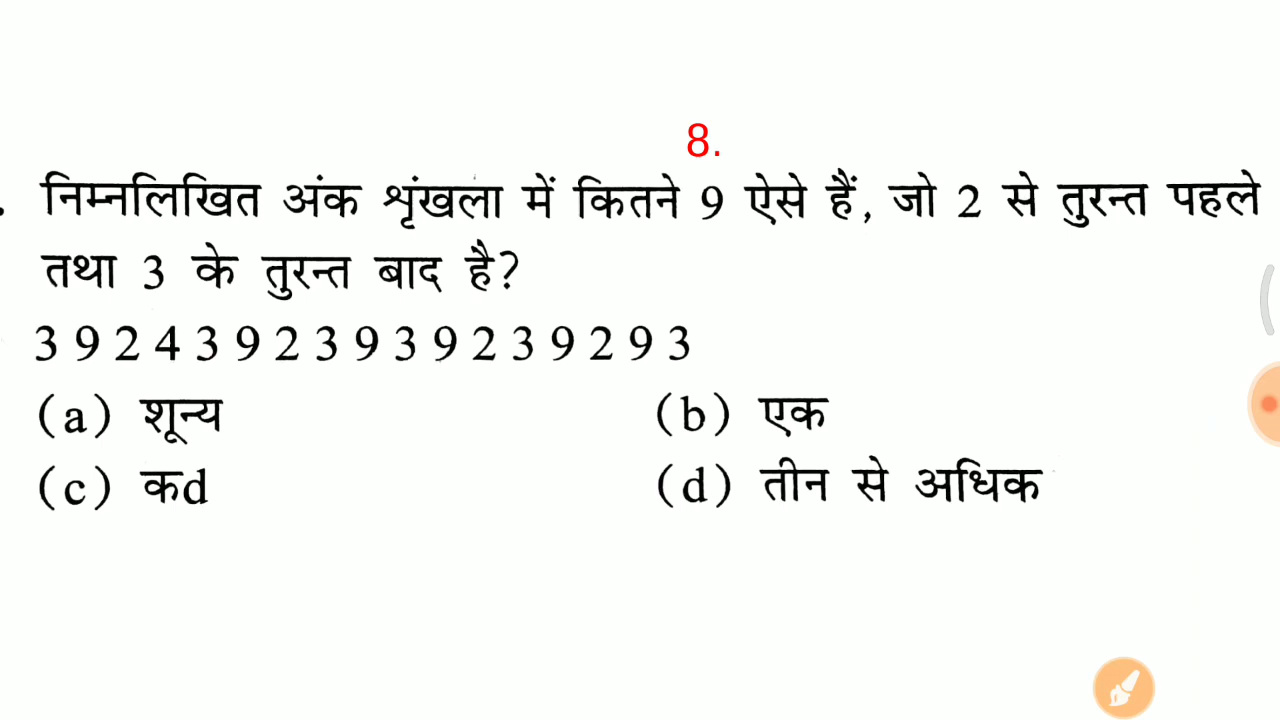 8.
. निम्नलिखित अंक शृंखला में कितने 9 ऐसे हैं, जो 2 से तुरन्त पहले
तथा 3 के तुरन्त बाद है?
3 9 2 4 3 9 2 3 9 3 9 2 3 9 2 9 3
(a) शून्य (b) एक
(c) कd (d) तीन से अधिक